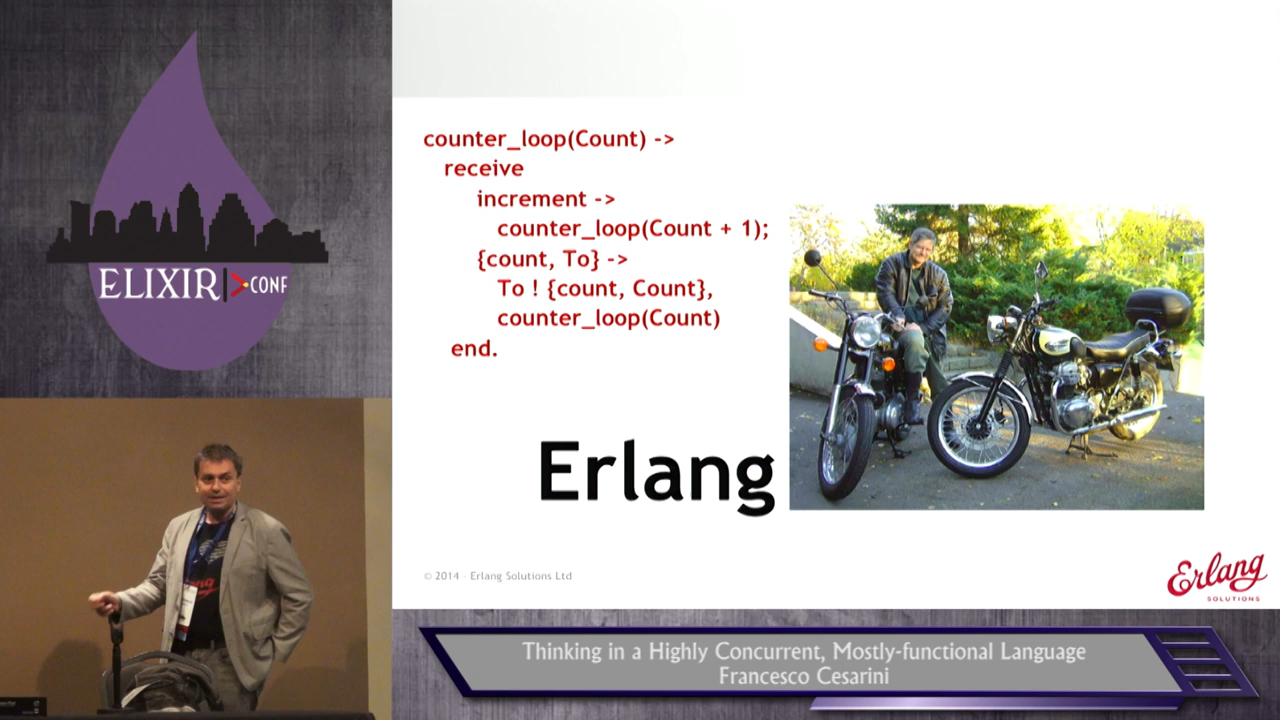 ELIXIR CONF
counter_loop(Count) ->
receive
increment ->
counter_loop(Count + 1);
{count, To} ->
To ! {count, Count},
counter_loop(Count)
end.
Erlang
© 2014 - Erlang Solutions Ltd
Erlang
SOLUTIONS
Thinking in a Highly Concurrent, Mostly-functional Language
Francesco Cesarini